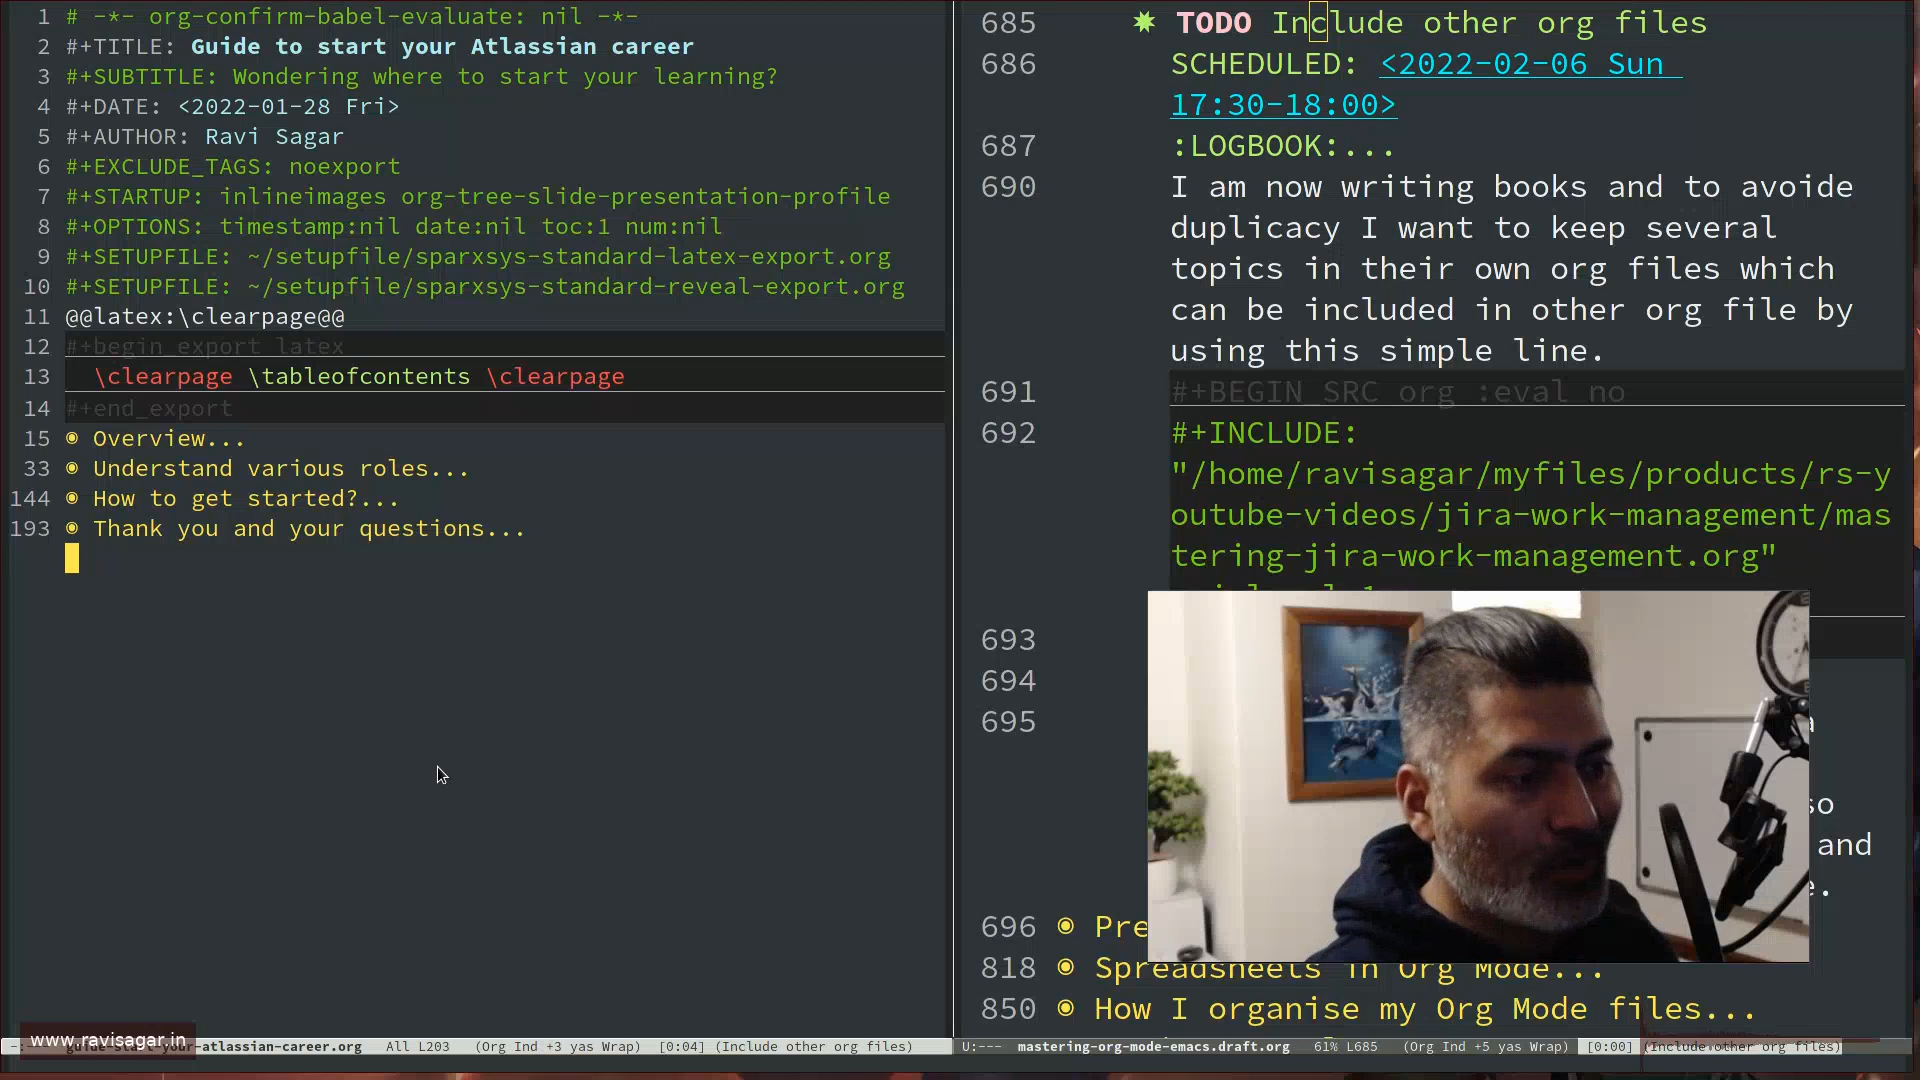 1 # -*- org-confirm-babel-evaluate: nil -*-
2 #+TITLE: Guide to start your Atlassian career
3 #+SUBTITLE: Wondering where to start your learning?
4 #+DATE: <2022-01-28 Fri>
5 #+AUTHOR: Ravi Sagar
6 #+EXCLUDE_TAGS: noexport
7 #+STARTUP: inlineimages org-tree-slide-presentation-profile
8 #+OPTIONS: timestamp:nil date:nil toc:1 num:nil
9 #+SETUPFILE: ~/setupfile/sparxsys-standard-latex-export.org
10 #+SETUPFILE: ~/setupfile/sparxsys-standard-reveal-export.org
11 @@latex:\clearpage@@
12 #+begin_export latex
13 \clearpage \tableofcontents \clearpage
14 #+end_export
15 ◉ Overview...
33 ◉ Understand various roles...
144 ◉ How to get started?...
193 ◉ Thank you and your questions...
www.ravisagar.in
guide-start-your-atlassian-career.org All L203 (Org Ind +3 yas Wrap) [0:04] (Include other org files)
685 ✸ TODO Include other org files
686 SCHEDULED: <2022-02-06 Sun
17:30-18:00>
687 :LOGBOOK:...
690 I am now writing books and to avoide
duplicacy I want to keep several
topics in their own org files which
can be included in other org file by
using this simple line.
691 #+BEGIN_SRC org :eval no
692 #+INCLUDE:
"/home/ravisagar/myfiles/products/rs-y
outube-videos/jira-work-management/mas
tering-jira-work-management.org"
693
694
695
so
and
696 ◉ Pre
818 ◉ Spreadsheets in Org Mode...
850 ◉ How I organise my Org Mode files...
U:--- mastering-org-mode-emacs.draft.org 61% L685 (Org Ind +5 yas Wrap) [0:00] (Include other org files)